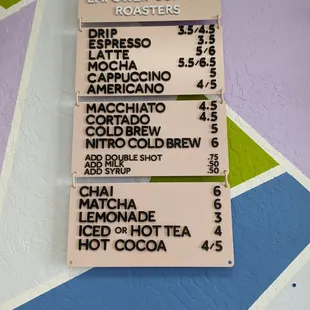 ROASTERS
DRIP 3.5/4.5
ESPRESSO 3.5
LATTE 5/6
MOCHA 5.5/6.5
CAPPUCCINO 5
AMERICANO 4/5
MACCHIATO 4.5
CORTADO 4.5
COLD BREW 5
NITRO COLD BREW 6
ADD DOUBLE SHOT .75
ADD MILK .50
ADD SYRUP .50
CHAI 6
MATCHA 6
LEMONADE 3
ICED OR HOT TEA 4
HOT COCOA 4/5